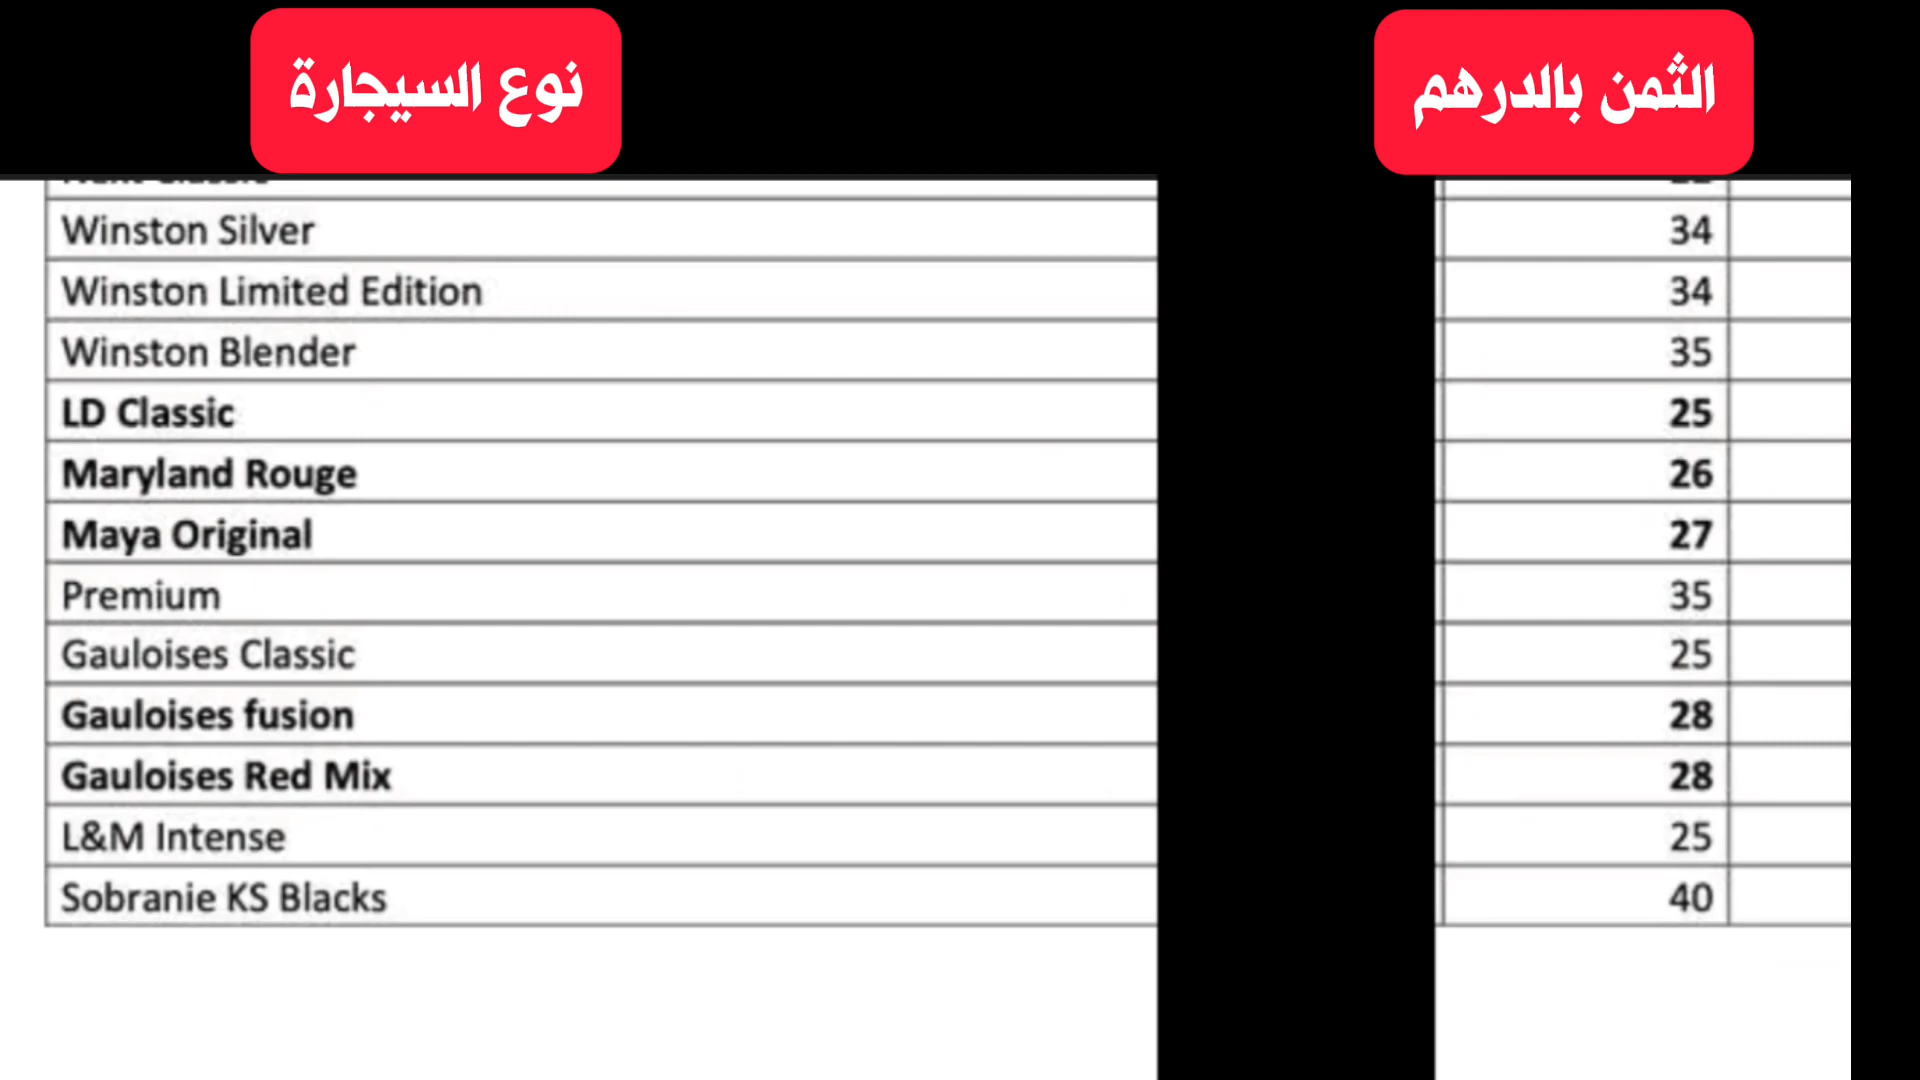 نوع السيجارة الثمن بالدرهم
Winston Silver 34
Winston Limited Edition 34
Winston Blender 35
LD Classic 25
Maryland Rouge 26
Maya Original 27
Premium 35
Gauloises Classic 25
Gauloises fusion 28
Gauloises Red Mix 28
L&M Intense 25
Sobranie KS Blacks 40